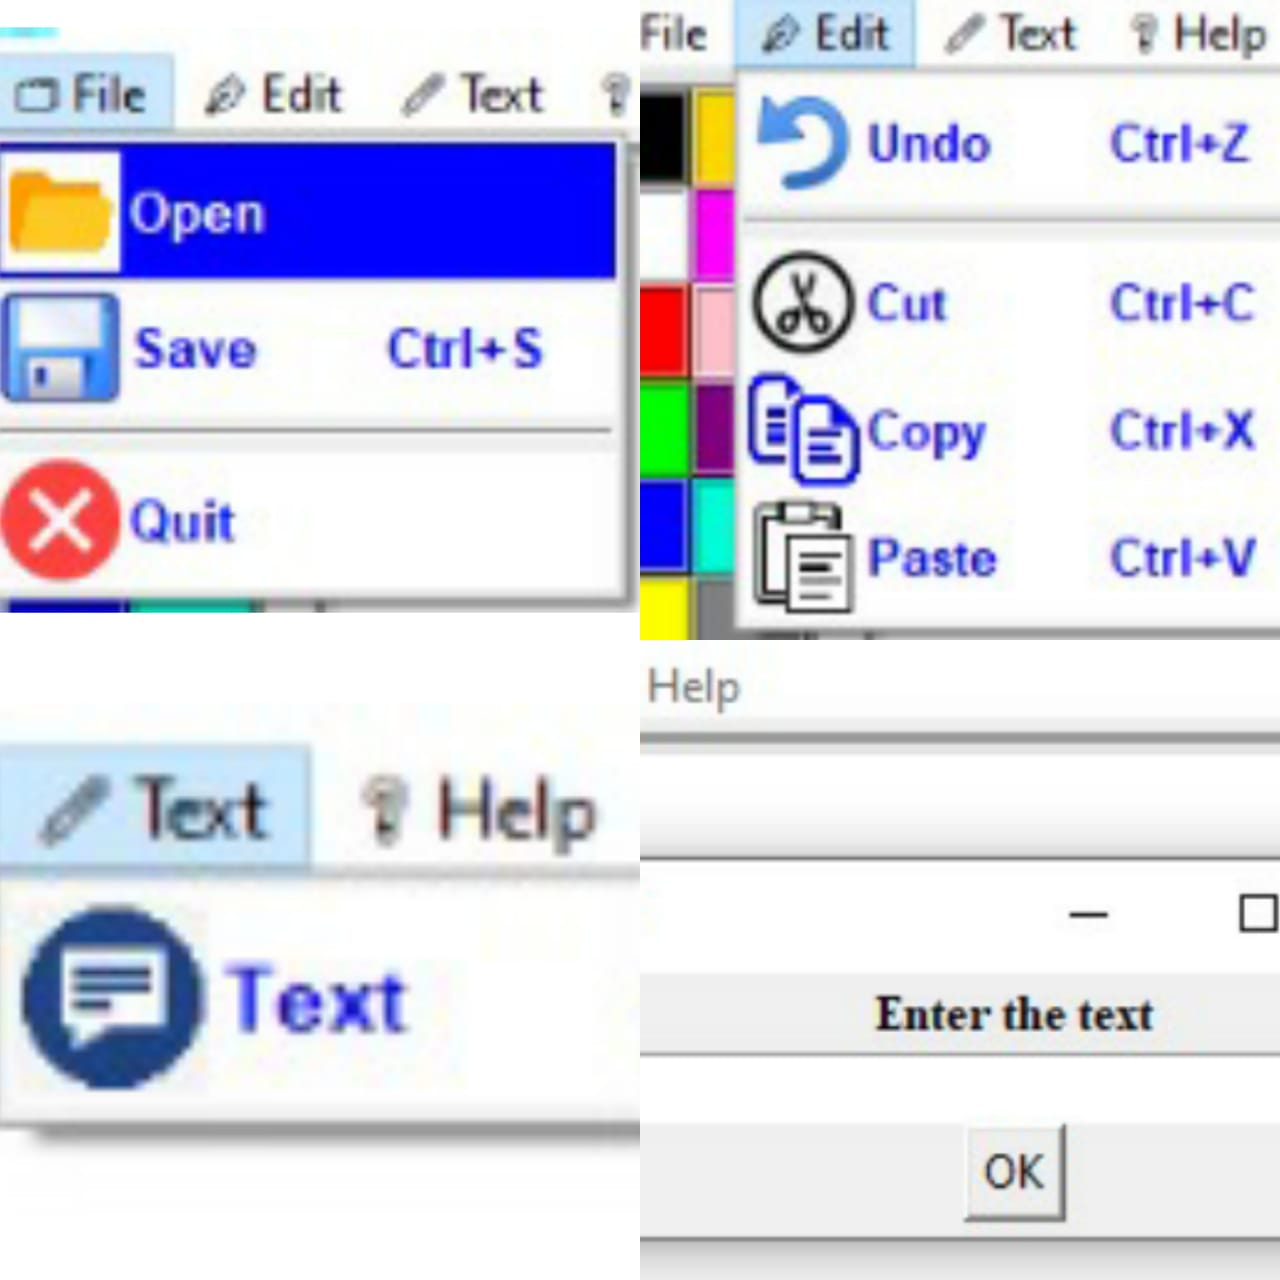 File Edit Text
Open
Save Ctrl+S
Quit
File Edit Text Help
Undo Ctrl+Z
Cut Ctrl+C
Copy Ctrl+X
Paste Ctrl+V
Text Help
Text
Help
Enter the text
OK